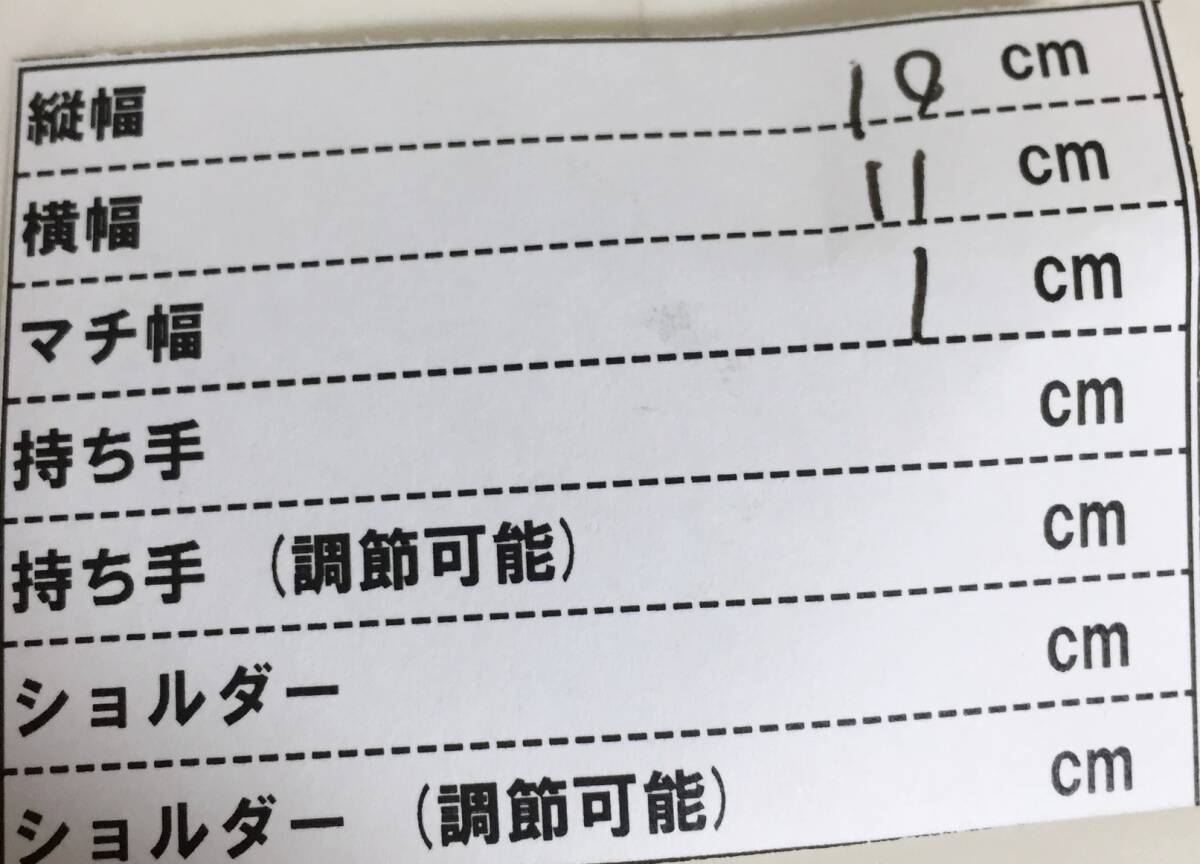 縦幅 cm
横幅 11 cm
マチ幅 1 cm
持ち手 cm
持ち手 (調節可能) cm
ショルダー cm
ショルダー (調節可能) cm